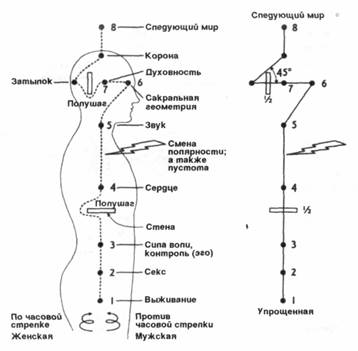 8
Следующий мир
Корона
Затылок
Духовность
7
6
Полушаг
Сакральная
геометрия
5
Звук
Смена
полярности;
а также
пустота
4
Сердце
Полушаг
Стена
3
Сила воли,
контроль (эго)
2
Секс
1
Выживание
По часовой
стрелке
Женская
Против
часовой стрелки
Мужская
Следующий мир
8
45°
½
7
6
5
4
½
3
2
1
Упрощенная